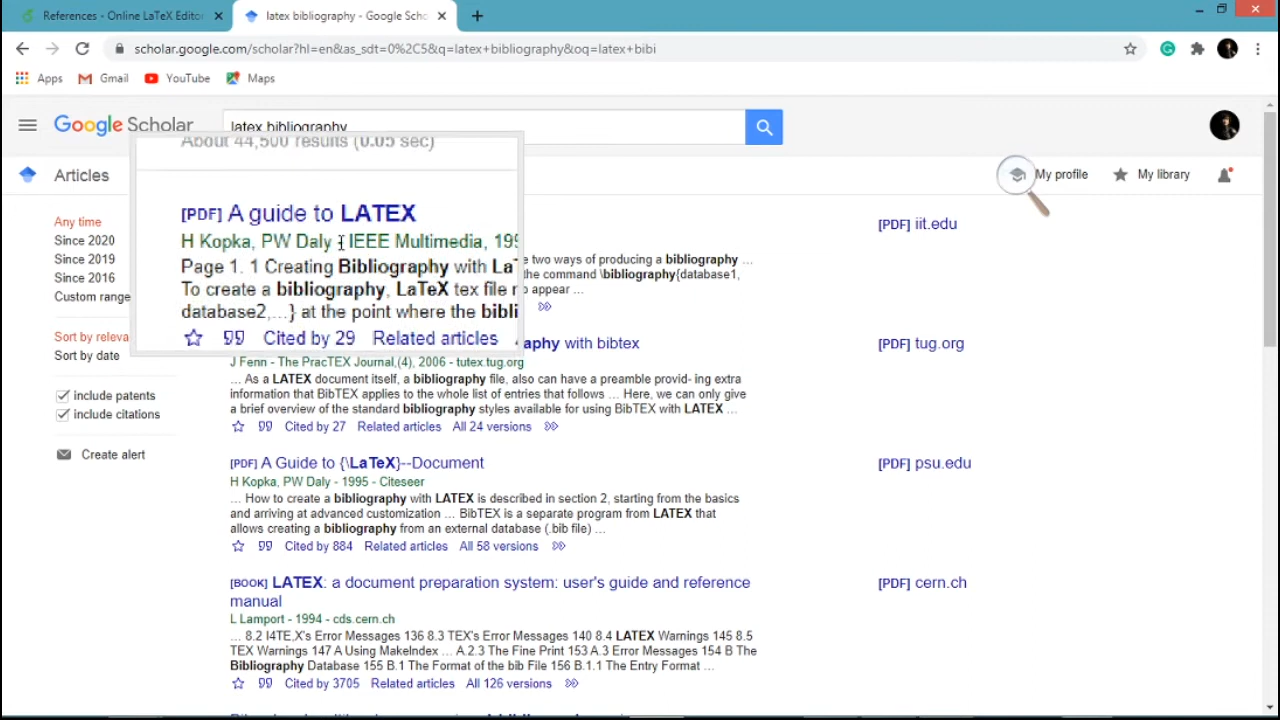 References - Online LaTeX Editor
latex bibliography - Google Scho
scholar.google.com/scholar?hl=en&as_sdt=0%2C5&q=latex+bibliography&oq=latex+bibi
Apps Gmail YouTube Maps
Google Scholar
latex bibliography
Articles
My profile My library
About 44,500 results (0.05 sec)
[PDF] A guide to LATEX
H Kopka, PW Daly - IEEE Multimedia, 199
Page 1. 1 Creating Bibliography with LaT
To create a bibliography, LaTeX tex file
database2,...} at the point where the bibli
Cited by 29 Related articles
e two ways of producing a bibliography ...
the command \bibliography{database1,
appear ...
[PDF] iit.edu
Any time
Since 2020
Since 2019
Since 2016
Custom range
Sort by releva
Sort by date
include patents
include citations
Create alert
aphy with bibtex
[PDF] tug.org
J Fenn - The PracTEX Journal,(4), 2006 - tutex.tug.org
... As a LATEX document itself, a bibliography file, also can have a preamble provid- ing extra
information that BibTEX applies to the whole list of entries that follows ... Here, we can only give
a brief overview of the standard bibliography styles available for using BibTEX with LATEX ...
Cited by 27 Related articles All 24 versions
[PDF] A Guide to {\LaTeX}--Document
[PDF] psu.edu
H Kopka, PW Daly - 1995 - Citeseer
... How to create a bibliography with LATEX is described in section 2, starting from the basics
and arriving at advanced customization ... BibTEX is a separate program from LATEX that
allows creating a bibliography from an external database (.bib file) ...
Cited by 884 Related articles All 58 versions
[BOOK] LATEX: a document preparation system: user's guide and reference
manual
[PDF] cern.ch
L Lamport - 1994 - cds.cern.ch
... 8.2 I4TE,X's Error Messages 136 8.3 TEX's Error Messages 140 8.4 LATEX Warnings 145 8.5
TEX Warnings 147 A Using MakeIndex ... A.2.3 The Fine Print 153 A.3 Error Messages 154 B The
Bibliography Database 155 B.1 The Format of the bib File 156 B.1.1 The Entry Format ...
Cited by 3705 Related articles All 126 versions